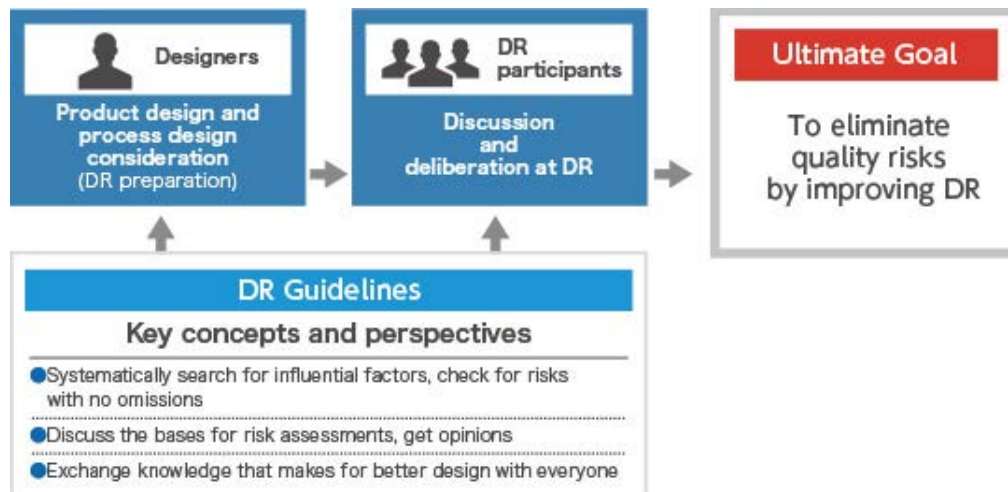 Designers
Product design and
process design
consideration
(DR preparation)
DR
participants
Discussion
and
deliberation at DR
Ultimate Goal
To eliminate
quality risks
by improving DR
DR Guidelines
Key concepts and perspectives
●Systematically search for influential factors, check for risks
with no omissions
●Discuss the bases for risk assessments, get opinions
●Exchange knowledge that makes for better design with everyone